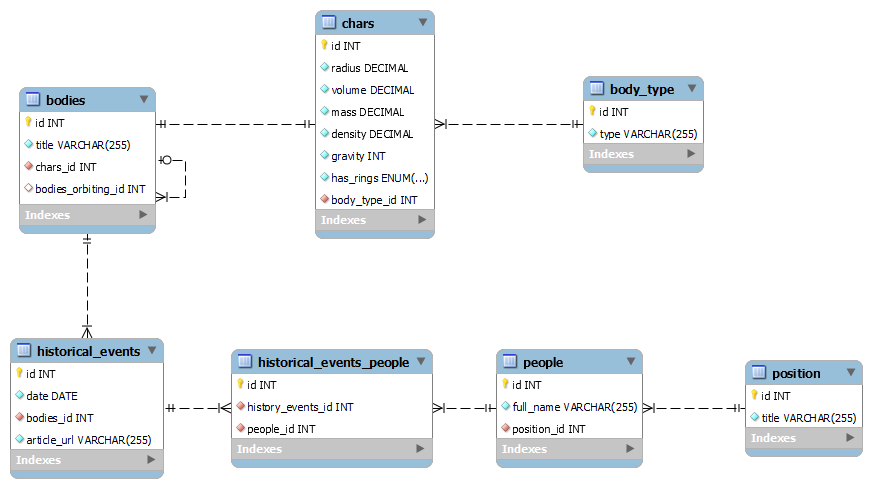 chars
id INT
radius DECIMAL
volume DECIMAL
mass DECIMAL
density DECIMAL
gravity INT
has_rings ENUM(...)
body_type_id INT
Indexes
body_type
id INT
type VARCHAR(255)
Indexes
bodies
id INT
title VARCHAR(255)
chars_id INT
bodies_orbiting_id INT
Indexes
historical_events
id INT
date DATE
bodies_id INT
article_url VARCHAR(255)
Indexes
historical_events_people
id INT
history_events_id INT
people_id INT
Indexes
people
id INT
full_name VARCHAR(255)
position_id INT
Indexes
position
id INT
title VARCHAR(255)
Indexes